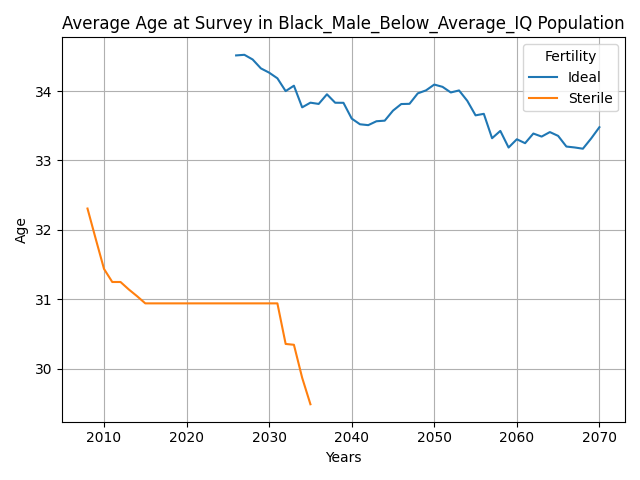 Average Age at Survey in Black_Male_Below_Average_IQ Population
Fertility
Ideal
Sterile
Age
34
33
32
31
30
2010 2020 2030 2040 2050 2060 2070
Years